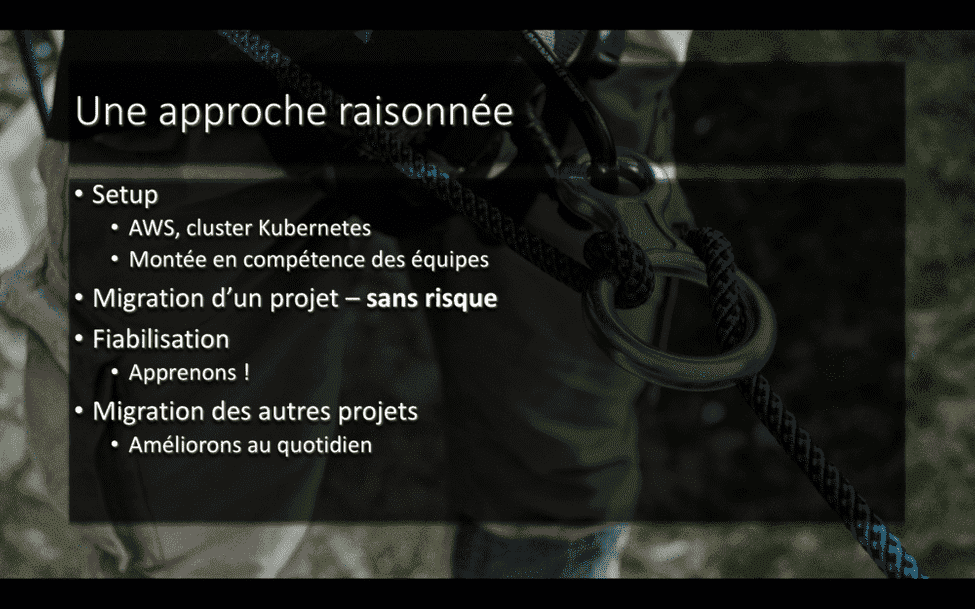 Une approche raisonnée
• Setup
• AWS, cluster Kubernetes
• Montée en compétence des équipes
• Migration d’un projet – sans risque
• Fiabilisation
• Apprenons !
• Migration des autres projets
• Améliorons au quotidien